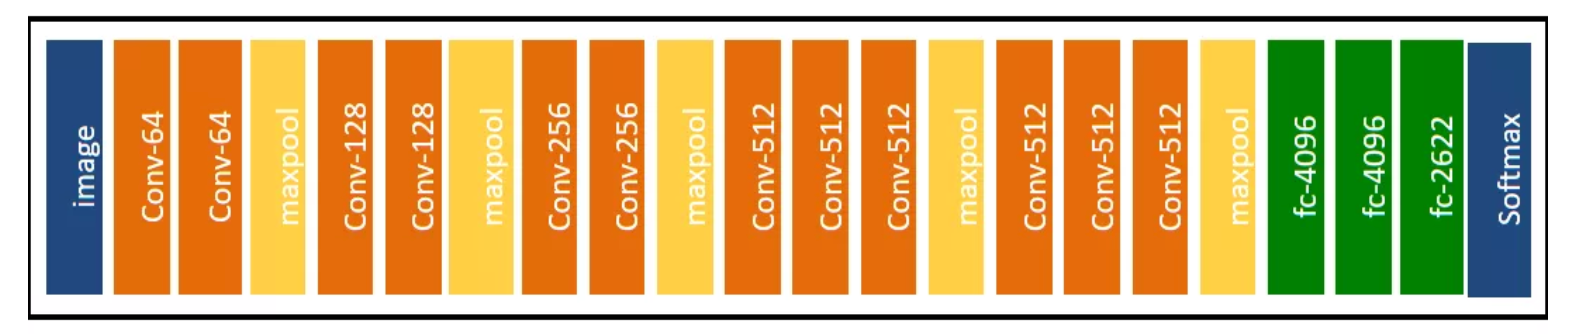 image
Conv-64
Conv-64
maxpool
Conv-128
Conv-128
maxpool
Conv-256
Conv-256
maxpool
Conv-512
Conv-512
Conv-512
maxpool
Conv-512
Conv-512
Conv-512
maxpool
fc-4096
fc-4096
fc-2622
Softmax